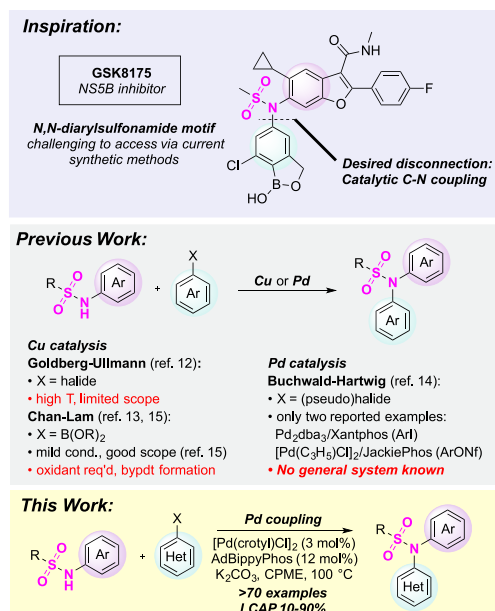 Inspiration:
GSK8175
NS5B inhibitor
N,N-diarylsulfonamide motif
challenging to access via current
synthetic methods
O
N
H
O
S
O
N
O
F
Cl
B
O
HO
Desired disconnection:
Catalytic C-N coupling
Previous Work:
R
O
S
O
N
H
Ar
+
X
Ar
Cu or Pd
R
O
S
O
N
Ar
Ar
Cu catalysis
Goldberg-Ullmann (ref. 12):
• X = halide
• high T, limited scope
Chan-Lam (ref. 13, 15):
• X = B(OR)2
• mild cond., good scope (ref. 15)
• oxidant req'd, bypdt formation
Pd catalysis
Buchwald-Hartwig (ref. 14):
• X = (pseudo)halide
• only two reported examples:
Pd2dba3/Xantphos (ArI)
[Pd(C3H5)Cl]2/JackiePhos (ArONf)
• No general system known
This Work:
R
O
S
O
N
H
Ar
+
X
Het
Pd coupling
[Pd(crotyl)Cl]2 (3 mol%)
AdBippyPhos (12 mol%)
K2CO3, CPME, 100 °C
>70 examples
LCAP 10-90%
R
O
S
O
N
Ar
Het